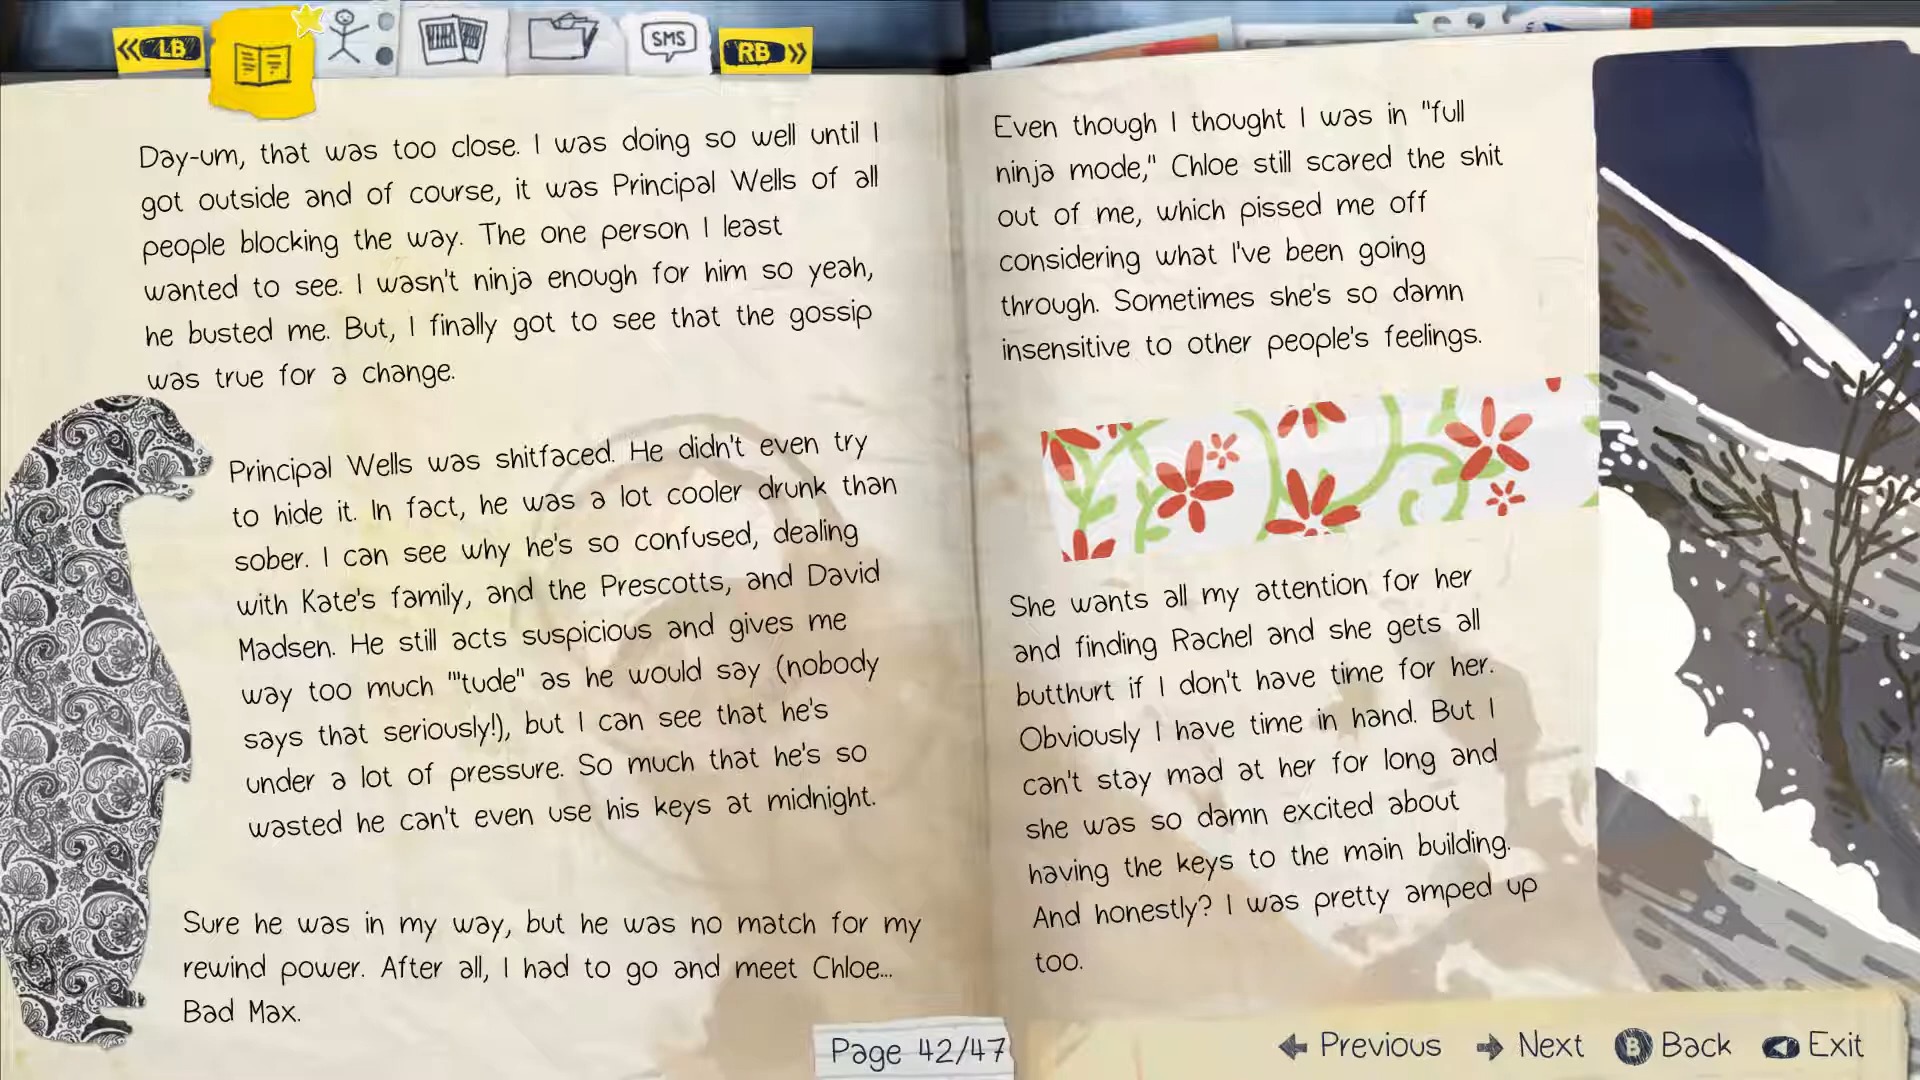 LB
SMS
RB
Day-um, that was too close. I was doing so well until I
got outside and of course, it was Principal Wells of all
people blocking the way. The one person I least
wanted to see. I wasn't ninja enough for him so yeah,
he busted me. But, I finally got to see that the gossip
was true for a change.
Principal Wells was shitfaced. He didn't even try
to hide it. In fact, he was a lot cooler drunk than
sober. I can see why he's so confused, dealing
with Kate's family, and the Prescotts, and David
Madsen. He still acts suspicious and gives me
way too much "'tude" as he would say (nobody
says that seriously!), but I can see that he's
under a lot of pressure. So much that he's so
wasted he can't even use his keys at midnight.
Sure he was in my way, but he was no match for my
rewind power. After all, I had to go and meet Chloe...
Bad Max.
Even though I thought I was in "full
ninja mode," Chloe still scared the shit
out of me, which pissed me off
considering what I've been going
through. Sometimes she's so damn
insensitive to other people's feelings.
She wants all my attention for her
and finding Rachel and she gets all
butthurt if I don't have time for her.
Obviously I have time in hand. But I
can't stay mad at her for long and
she was so damn excited about
having the keys to the main building.
And honestly? I was pretty amped up
too.
Page 42/47
Previous
Next
B Back
Exit